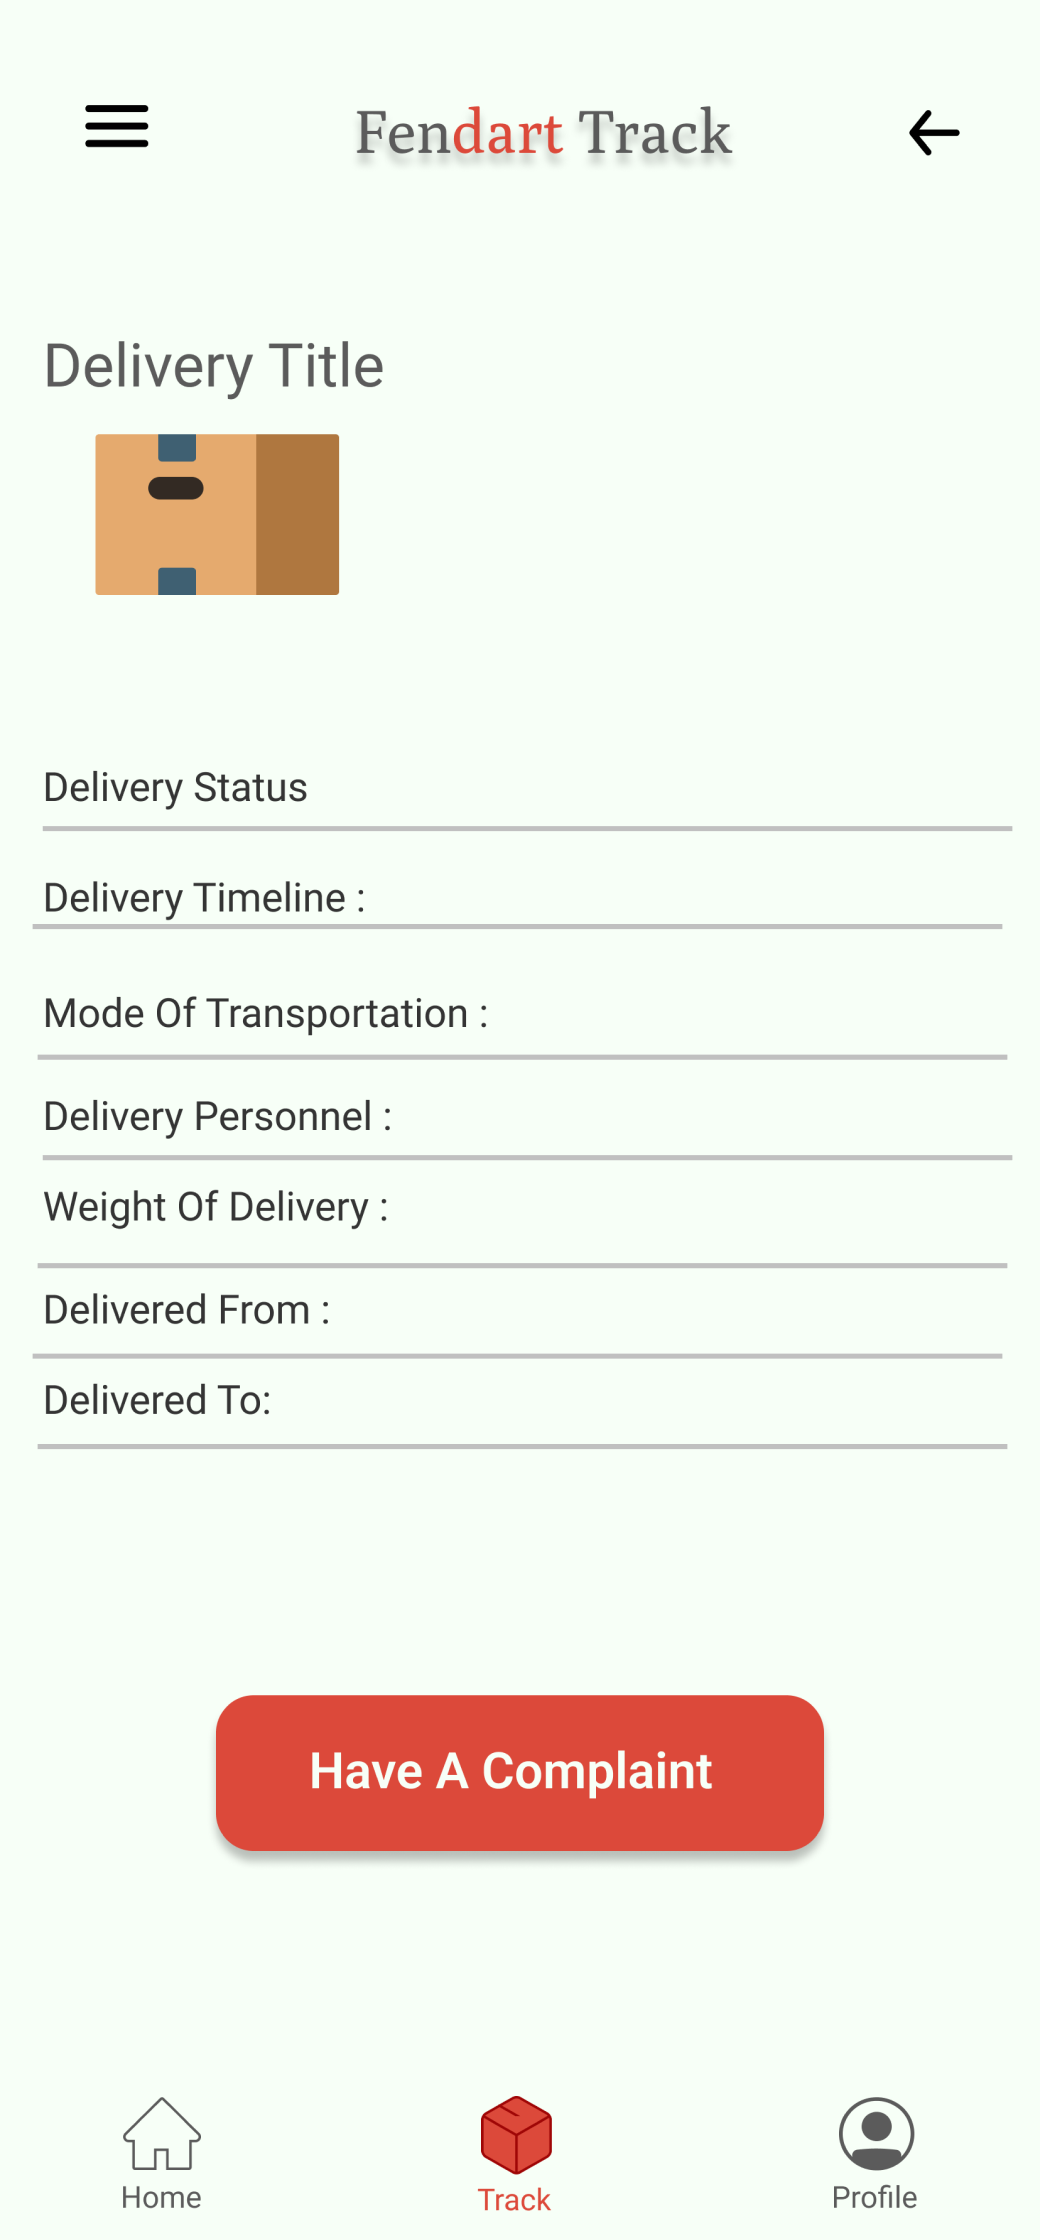 Fendart Track
Delivery Title
Delivery Status
Delivery Timeline :
Mode Of Transportation :
Delivery Personnel :
Weight Of Delivery :
Delivered From :
Delivered To:
Have A Complaint
Home
Track
Profile